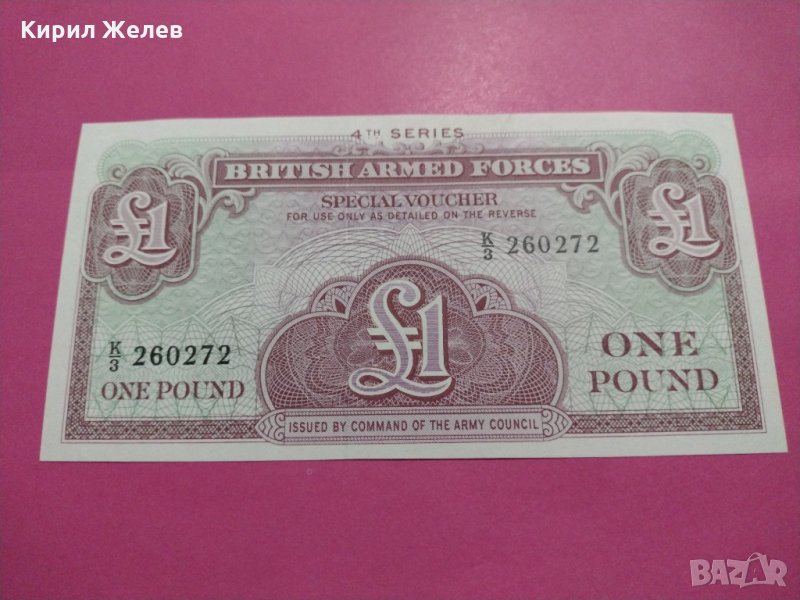 Кирил Желев
4TH SERIES
BRITISH ARMED FORCES
£1
£1
SPECIAL VOUCHER
FOR USE ONLY AS DETAILED ON THE REVERSE
K/3 260272
£1
K/3 260272
ONE POUND
ONE
POUND
ISSUED BY COMMAND OF THE ARMY COUNCIL
BAZAR